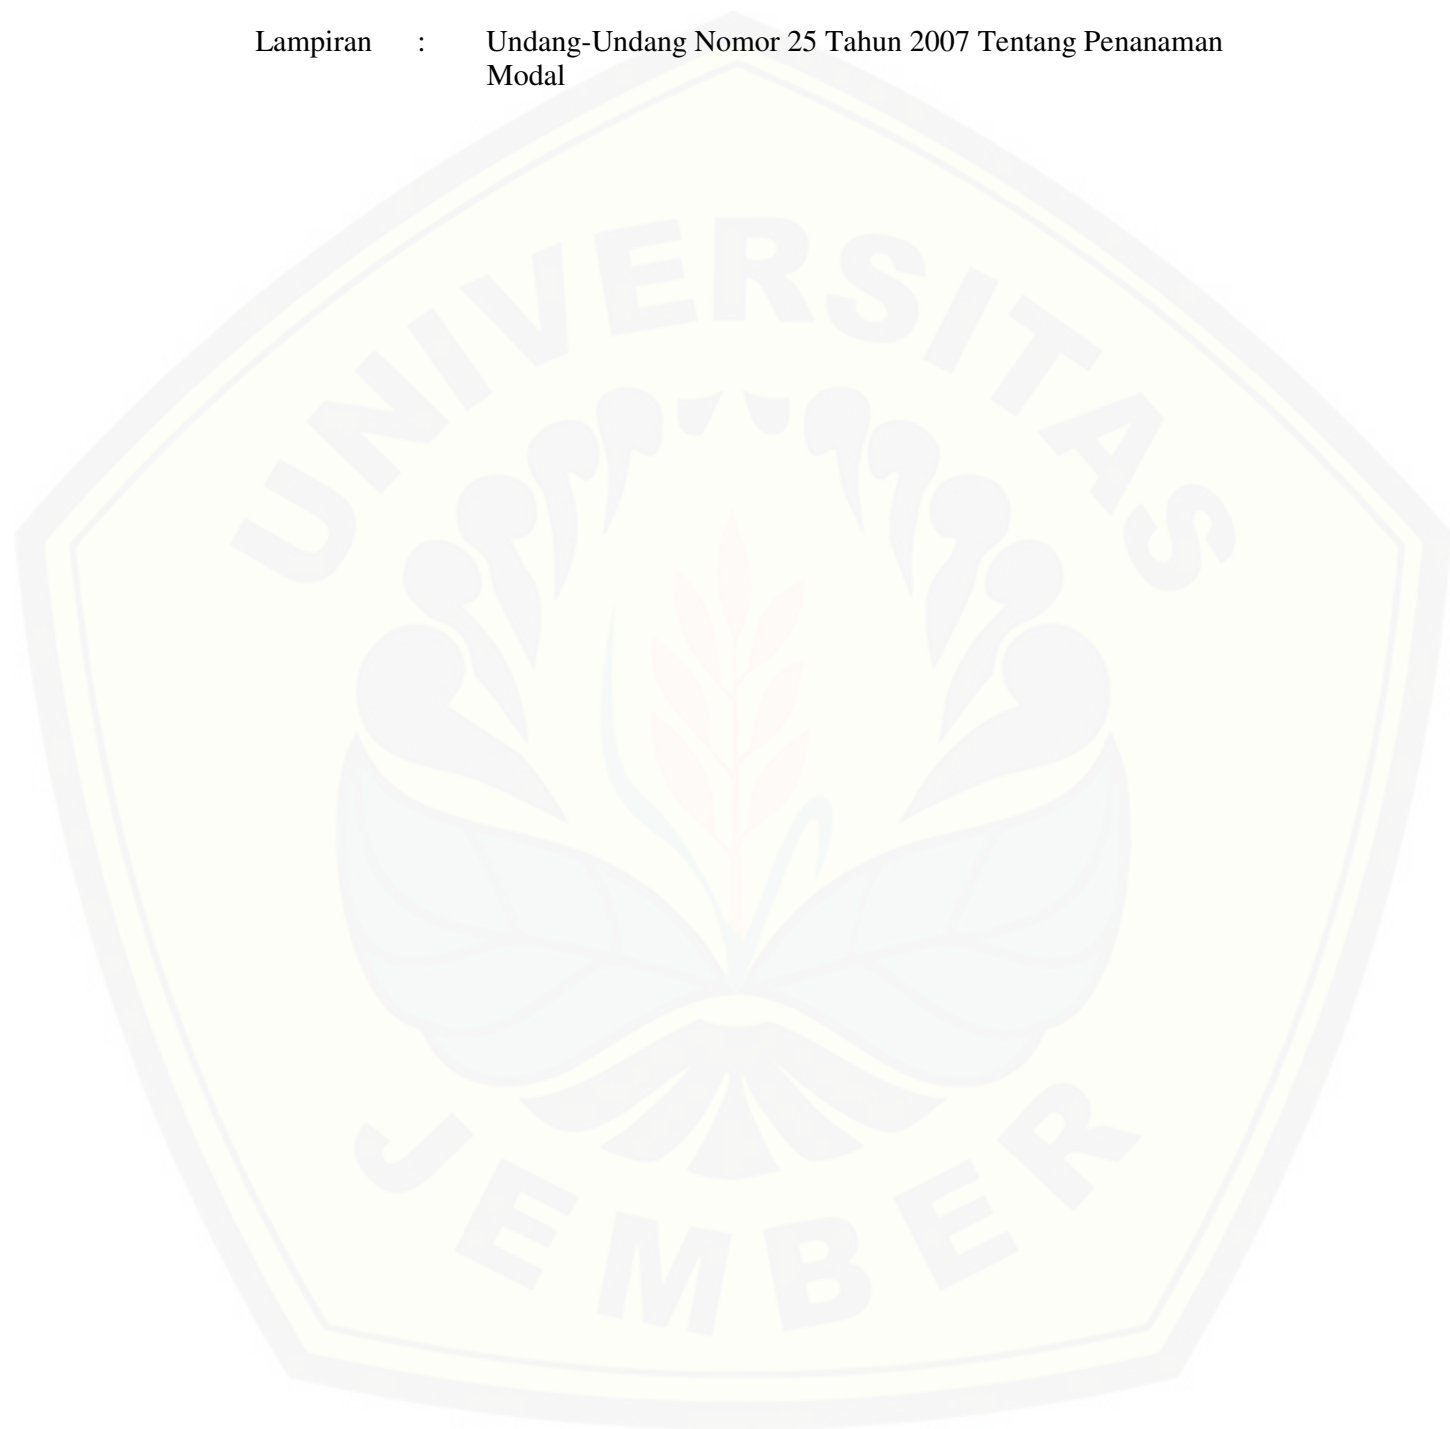 Lampiran : Undang-Undang Nomor 25 Tahun 2007 Tentang Penanaman
Modal
UNIVERSITAS
JEMBER